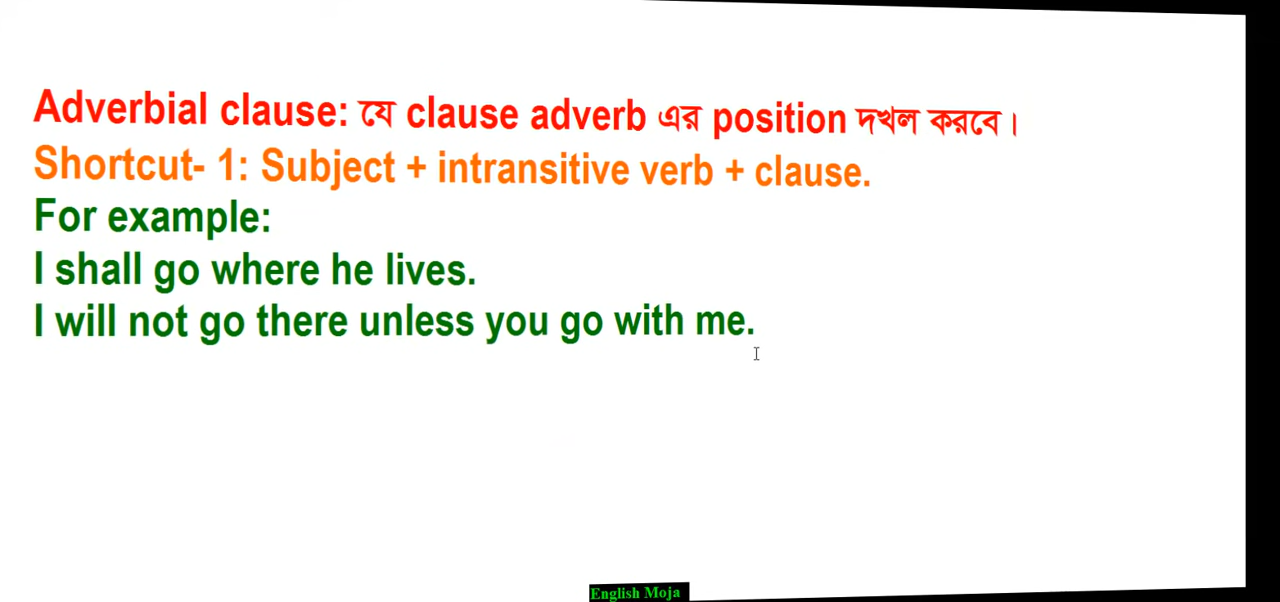 Adverbial clause: যে clause adverb এর position দখল করবে।
Shortcut- 1: Subject + intransitive verb + clause.
For example:
I shall go where he lives.
I will not go there unless you go with me.
English Moja